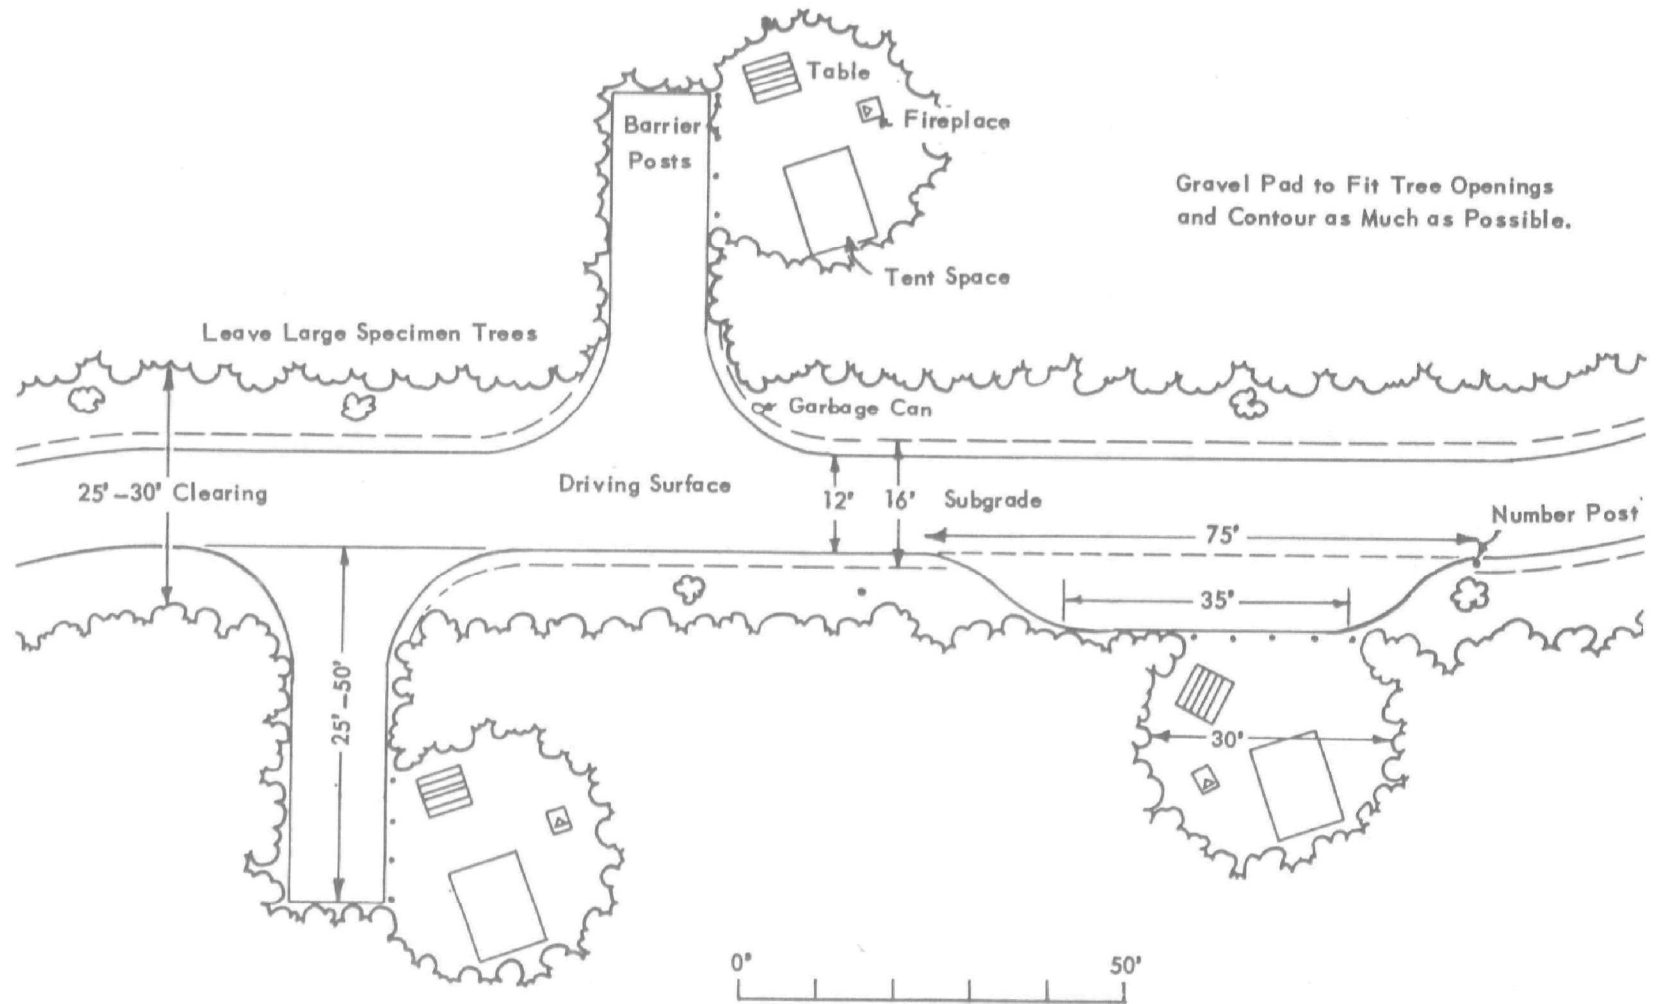 Table
Fireplace
Barrier
Posts
Gravel Pad to Fit Tree Openings
and Contour as Much as Possible.
Tent Space
Leave Large Specimen Trees
Garbage Can
25'-30' Clearing
Driving Surface
12'
16'
Subgrade
75'
Number Post
35'
25'-50'
30'
0'
50'